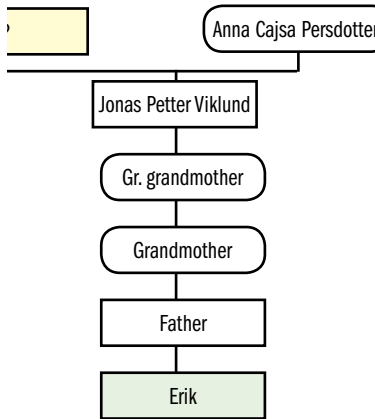 ?
Anna Cajsa Persdotter
Jonas Petter Viklund
Gr. grandmother
Grandmother
Father
Erik